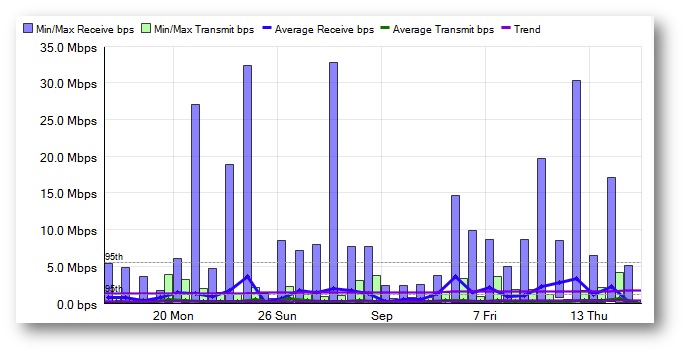 Min/Max Receive bps Min/Max Transmit bps Average Receive bps Average Transmit bps Trend
35.0 Mbps
30.0 Mbps
25.0 Mbps
20.0 Mbps
15.0 Mbps
10.0 Mbps
95th
5.0 Mbps
95th
0.0 bps
20 Mon 26 Sun Sep 7 Fri 13 Thu